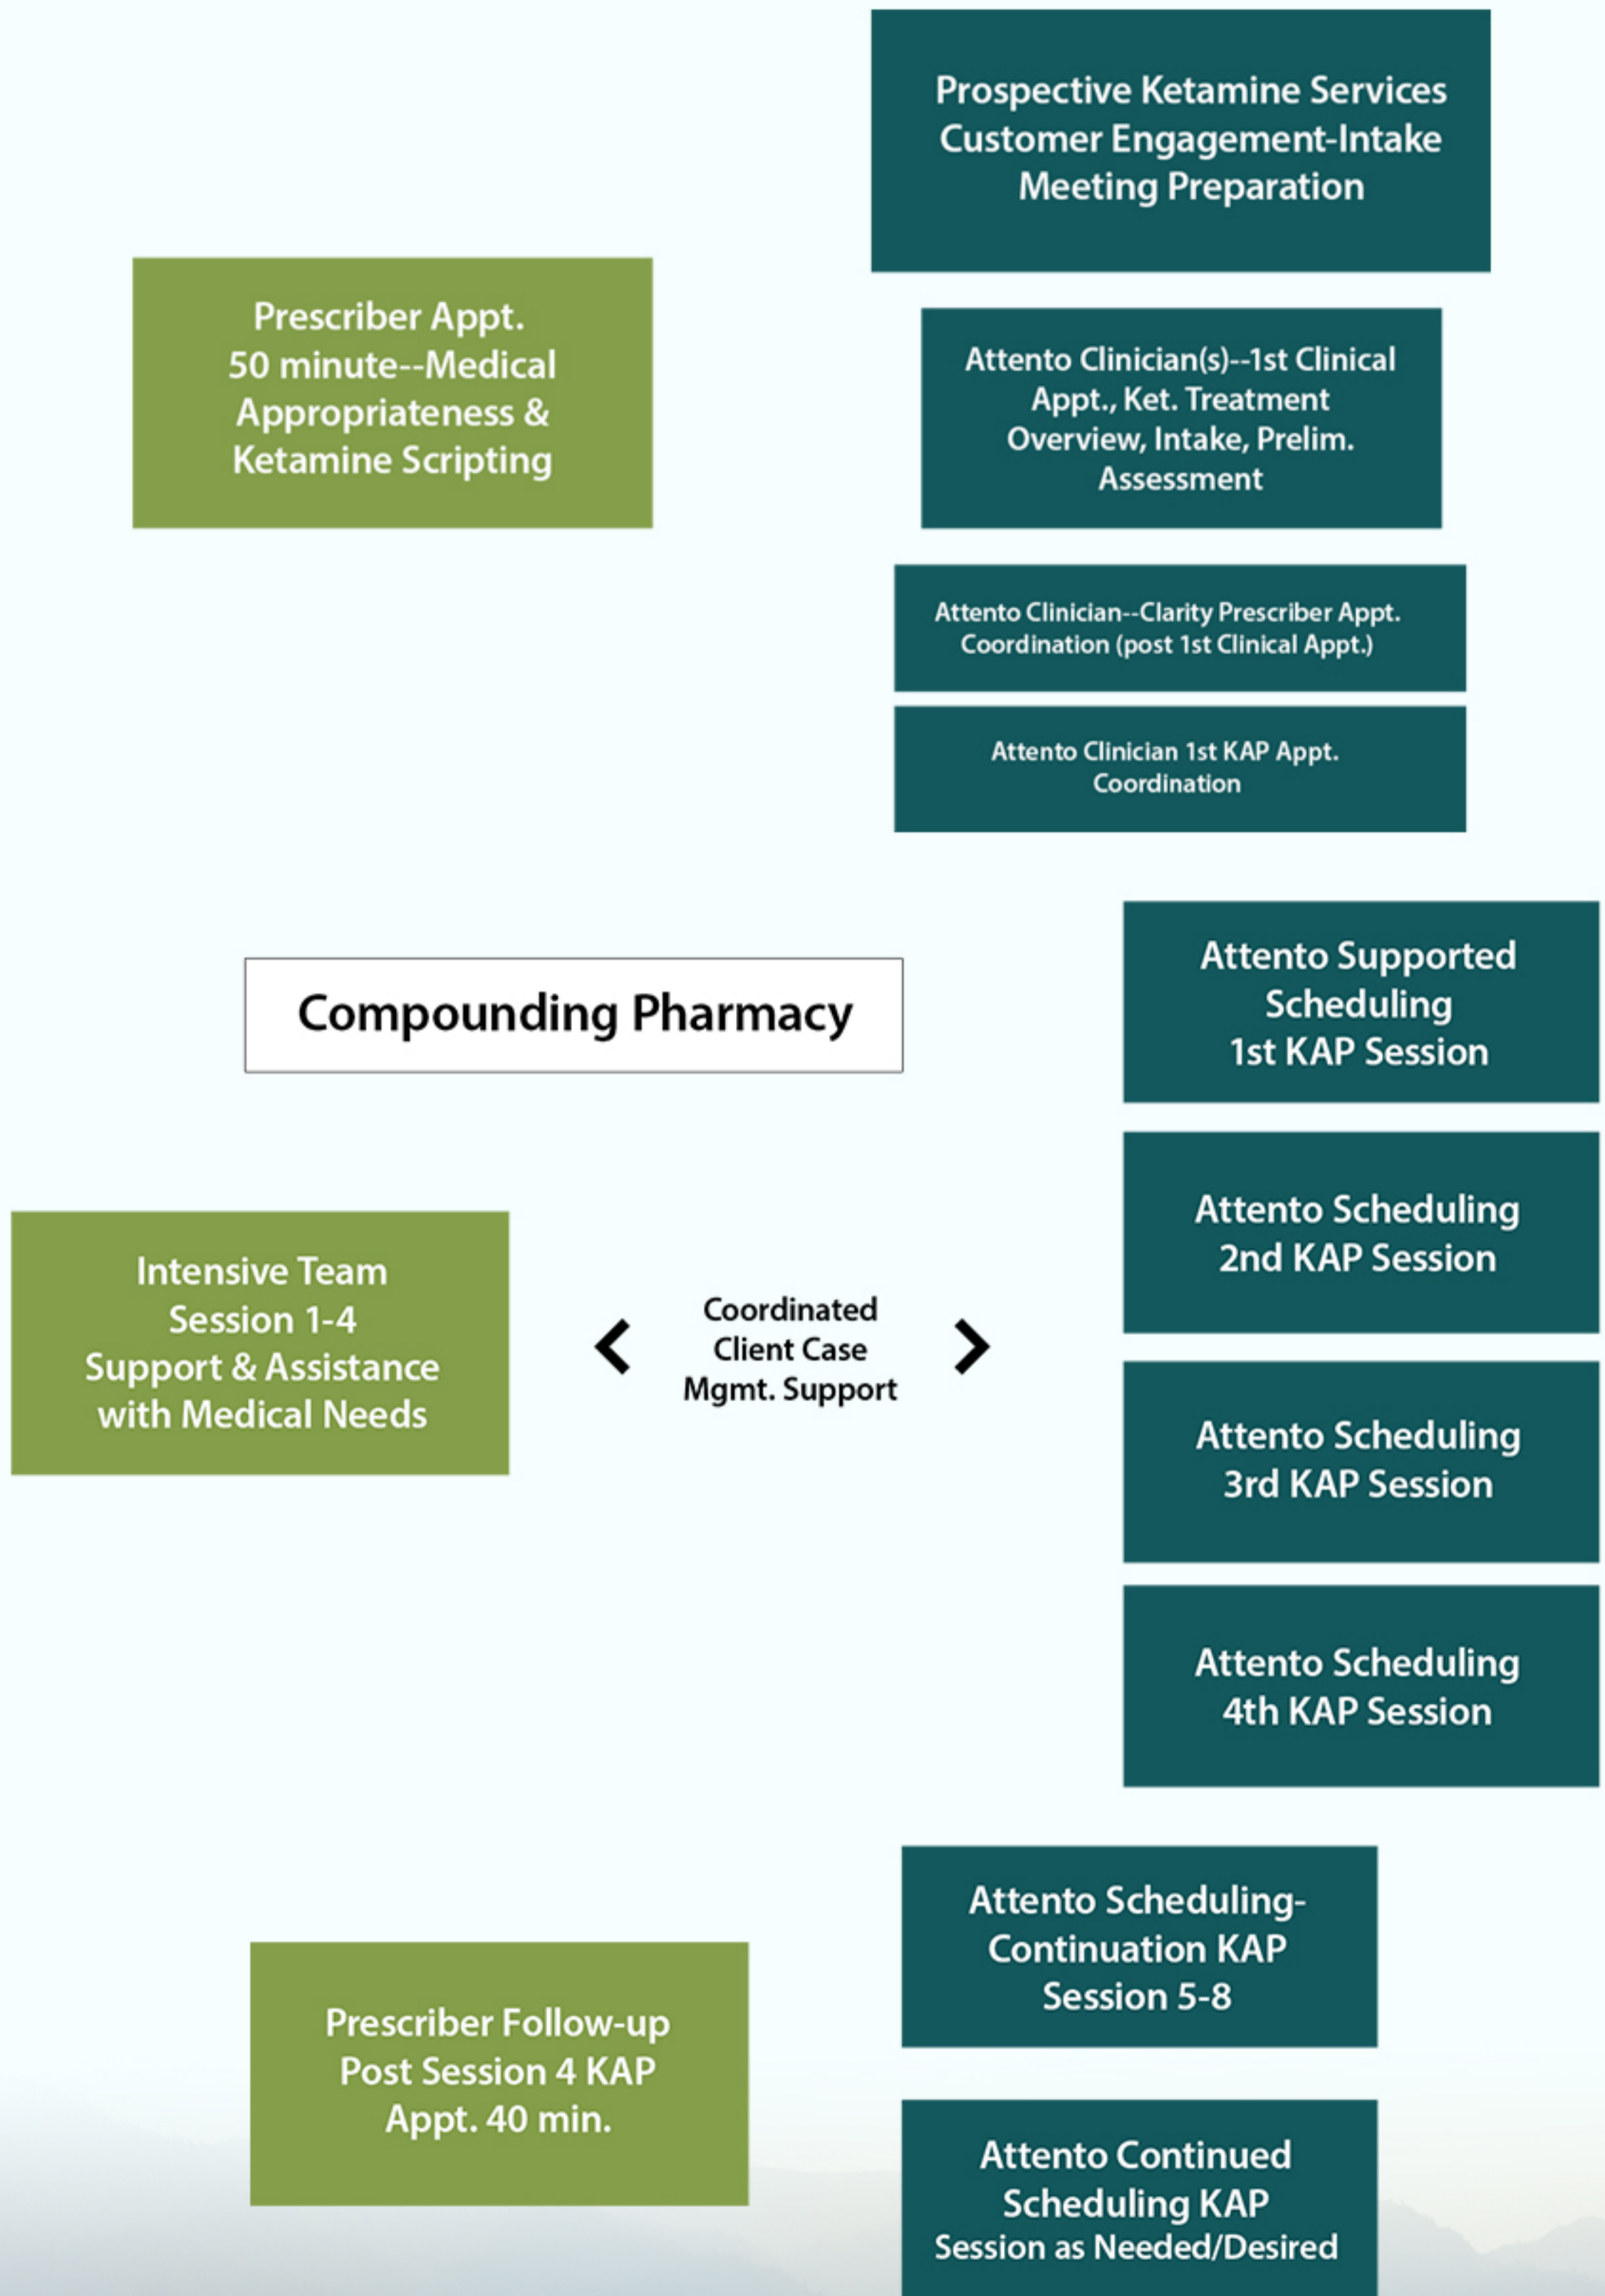 Prospective Ketamine Services
Customer Engagement-Intake
Meeting Preparation
Prescriber Appt.
50 minute--Medical
Appropriateness &
Ketamine Scripting
Attento Clinician(s)--1st Clinical
Appt., Ket. Treatment
Overview, Intake, Prelim.
Assessment
Attento Clinician--Clarity Prescriber Appt.
Coordination (post 1st Clinical Appt.)
Attento Clinician 1st KAP Appt.
Coordination
Compounding Pharmacy
Attento Supported
Scheduling
1st KAP Session
Attento Scheduling
2nd KAP Session
Intensive Team
Session 1-4
Support & Assistance
with Medical Needs
Coordinated
Client Case
Mgmt. Support
Attento Scheduling
3rd KAP Session
Attento Scheduling
4th KAP Session
Attento Scheduling-
Continuation KAP
Session 5-8
Prescriber Follow-up
Post Session 4 KAP
Appt. 40 min.
Attento Continued
Scheduling KAP
Session as Needed/Desired